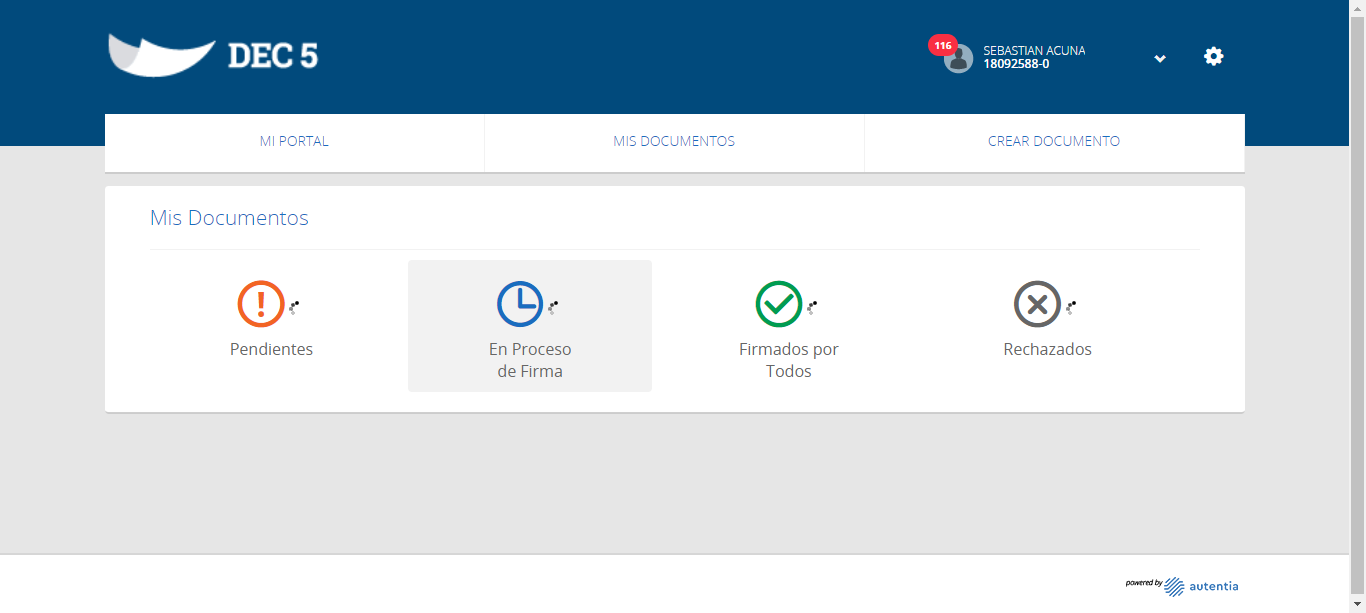 DEC 5
116
SEBASTIAN ACUNA
18092588-0
MI PORTAL
MIS DOCUMENTOS
CREAR DOCUMENTO
Mis Documentos
Pendientes
En Proceso
de Firma
Firmados por
Todos
Rechazados
powered by autentia